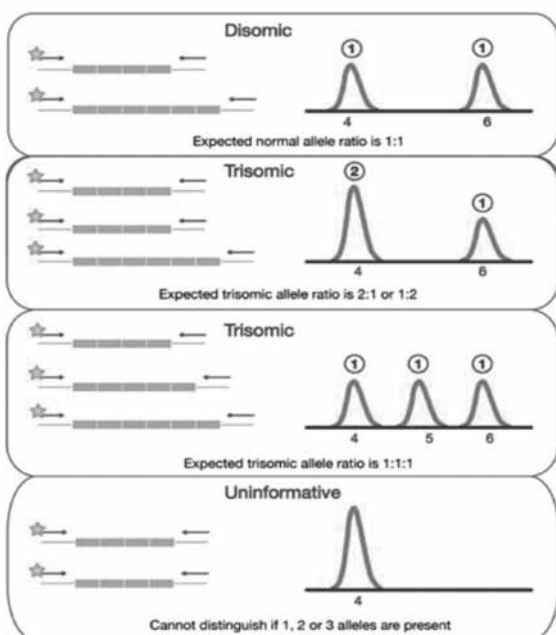 Disomic
① ①
4 6
Expected normal allele ratio is 1:1
Trisomic
② ①
4 6
Expected trisomic allele ratio is 2:1 or 1:2
Trisomic
① ① ①
4 5 6
Expected trisomic allele ratio is 1:1:1
Uninformative
4
Cannot distinguish if 1, 2 or 3 alleles are present